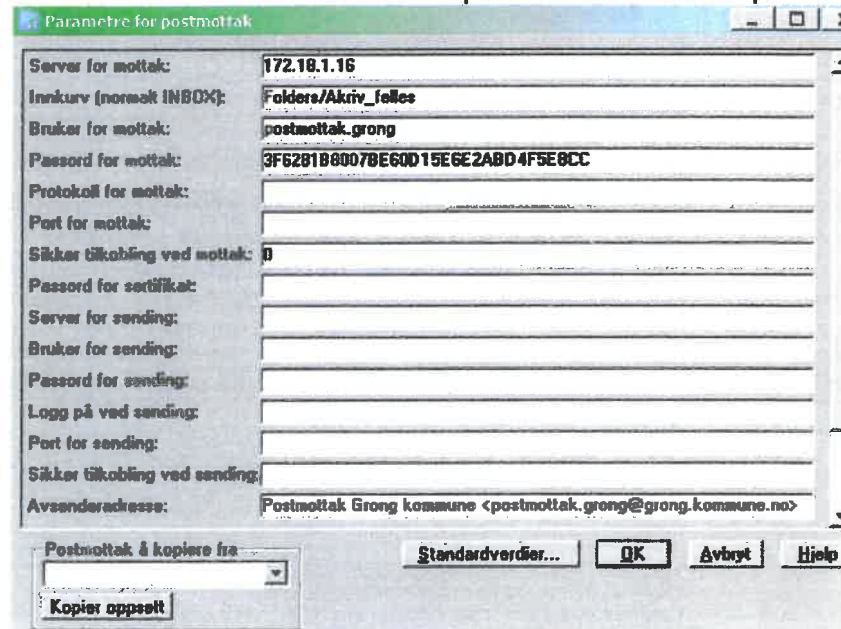 Parametre for postmottak
Server for mottak: 172.18.1.16
Innkurv (normalt INBOX): Folders/Akriv_felles
Bruker for mottak: postmottak.grong
Passord for mottak: 3F6281B8007BE60D15E6E2ABD4F5E8CC
Protokoll for mottak:
Port for mottak:
Sikker tilkobling ved mottak: 0
Passord for sertifikat:
Server for sending:
Bruker for sending:
Passord for sending:
Logg på ved sending:
Port for sending:
Sikker tilkobling ved sending:
Avsenderadresse: Postmottak Grong kommune <postmottak.grong@grong.kommune.no>
Postmottak å kopiere fra
Standardverdier... OK Avbryt Hjelp
Kopier oppsett